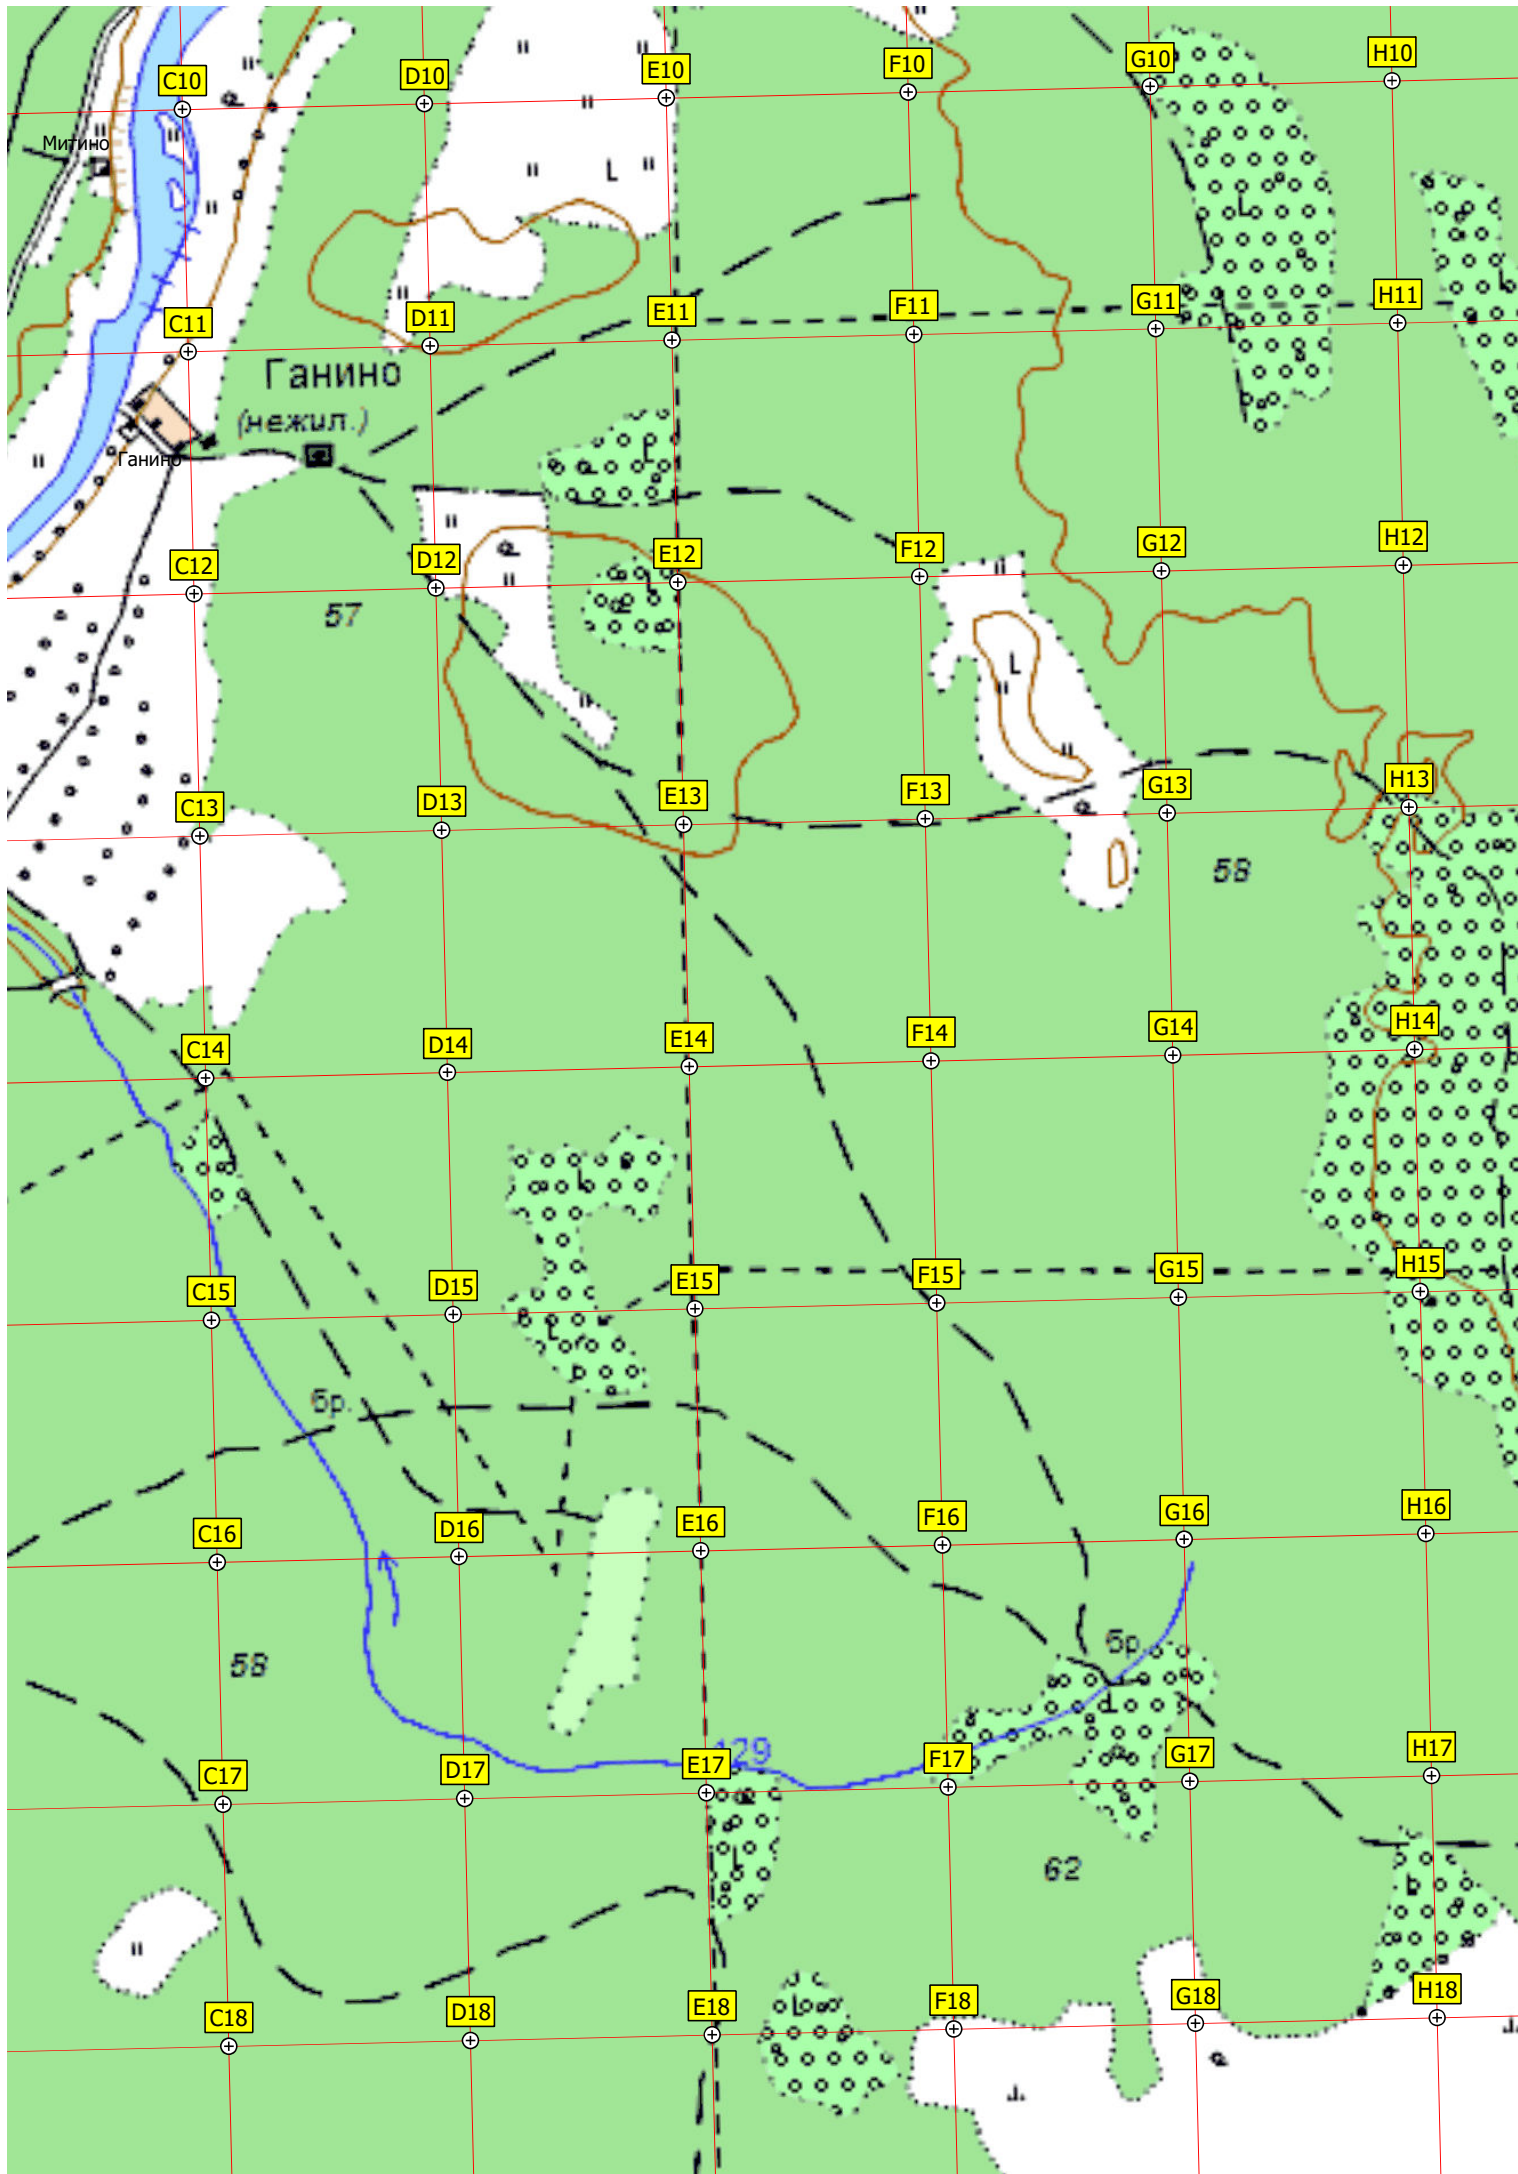 C10 D10 E10 F10 G10 H10
Митино
C11 D11 E11 F11 G11 H11
Ганино
(нежил.)
Ганино
C12 D12 E12 F12 G12 H12
57
C13 D13 E13 F13 G13 H13
58
C14 D14 E14 F14 G14 H14
C15 D15 E15 F15 G15 H15
бр.
C16 D16 E16 F16 G16 H16
бр.
58
129
C17 D17 E17 F17 G17 H17
62
C18 D18 E18 F18 G18 H18